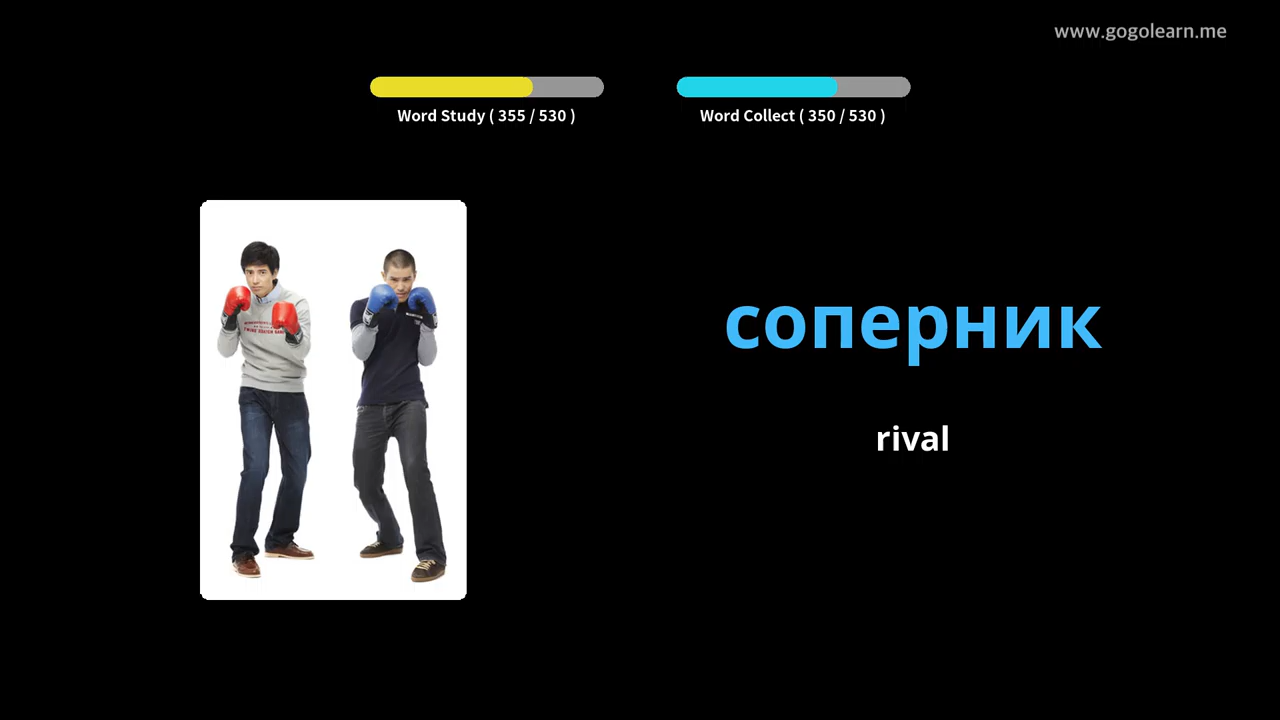 www.gogolearn.me
Word Study ( 355 / 530 )
Word Collect ( 350 / 530 )
соперник
rival